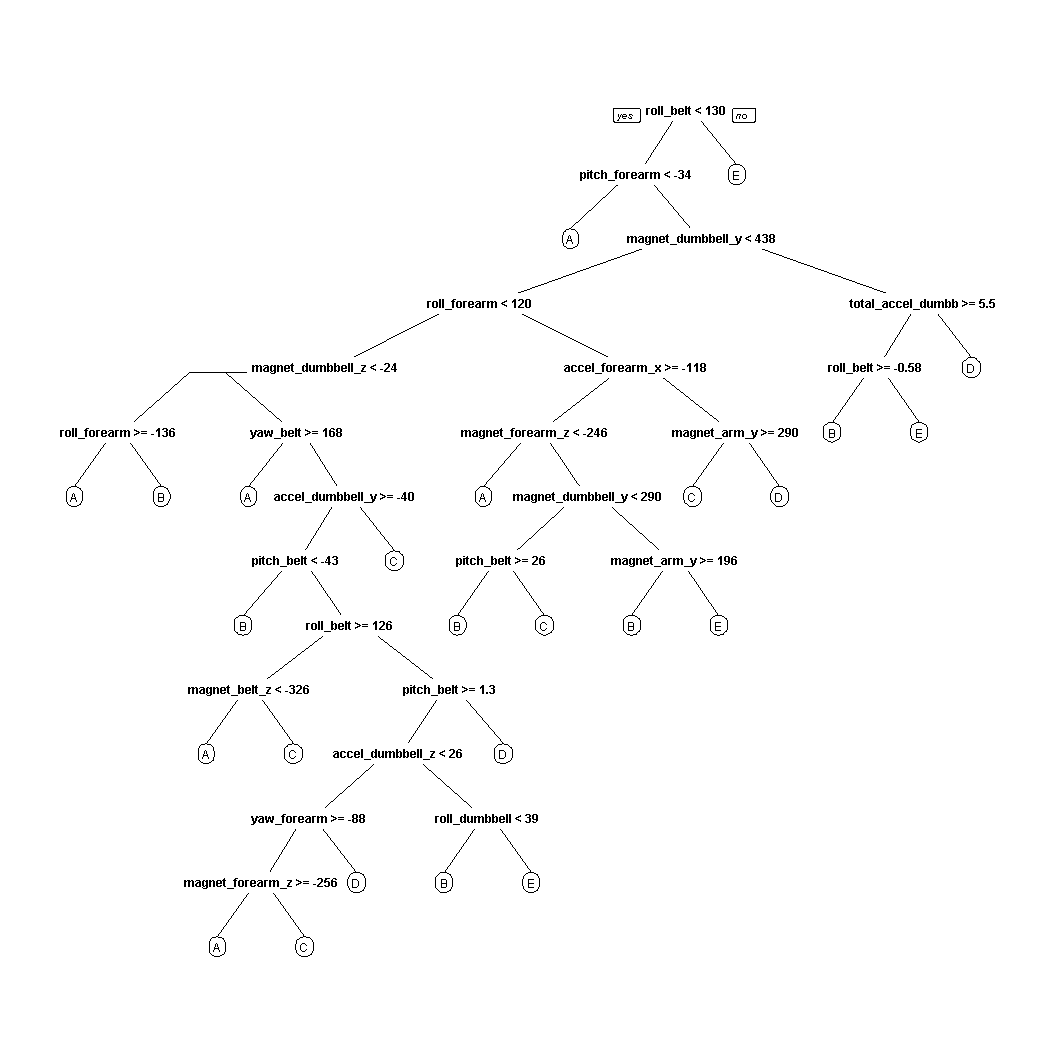 yes roll_belt < 130 no
pitch_forearm < -34 E
A magnet_dumbbell_y < 438
roll_forearm < 120 total_accel_dumbb >= 5.5
magnet_dumbbell_z < -24 accel_forearm_x >= -118 roll_belt >= -0.58 D
roll_forearm >= -136 yaw_belt >= 168 magnet_forearm_z < -246 magnet_arm_y >= 290 B E
A B A accel_dumbbell_y >= -40 A magnet_dumbbell_y < 290 C D
pitch_belt < -43 C pitch_belt >= 26 magnet_arm_y >= 196
B roll_belt >= 126 B C B E
magnet_belt_z < -326 pitch_belt >= 1.3
A C accel_dumbbell_z < 26 D
yaw_forearm >= -88 roll_dumbbell < 39
magnet_forearm_z >= -256 D B E
A C